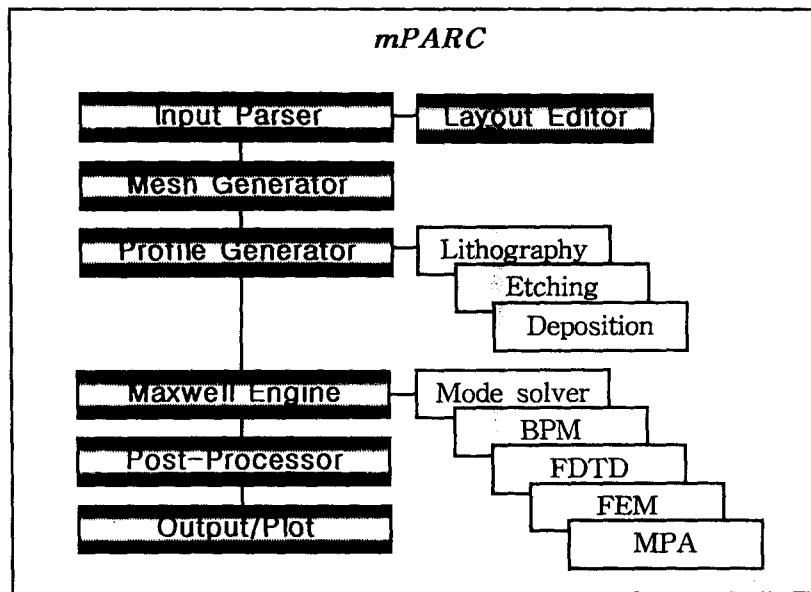 mPARC
Input Parser
Layout Editor
Mesh Generator
Profile Generator
Lithography
Etching
Deposition
Maxwell Engine
Mode solver
BPM
Post-Processor
FDTD
Output/Plot
FEM
MPA